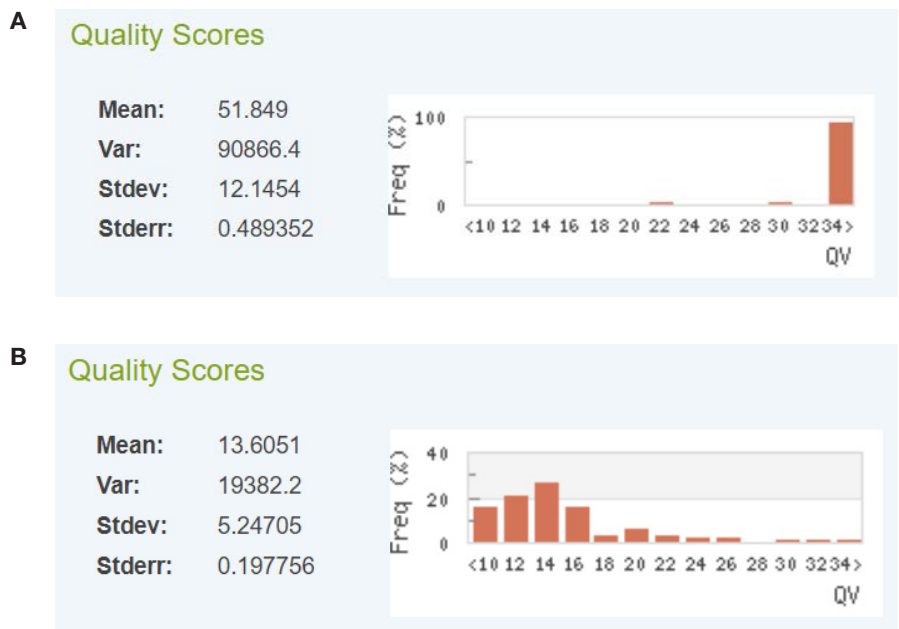 A
Quality Scores
Mean: 51.849
Var: 90866.4
Stdev: 12.1454
Stderr: 0.489352
Freq (%)
100
0
<10 12 14 16 18 20 22 24 26 28 30 32 34>
QV
B
Quality Scores
Mean: 13.6051
Var: 19382.2
Stdev: 5.24705
Stderr: 0.197756
Freq (%)
40
20
0
<10 12 14 16 18 20 22 24 26 28 30 32 34>
QV